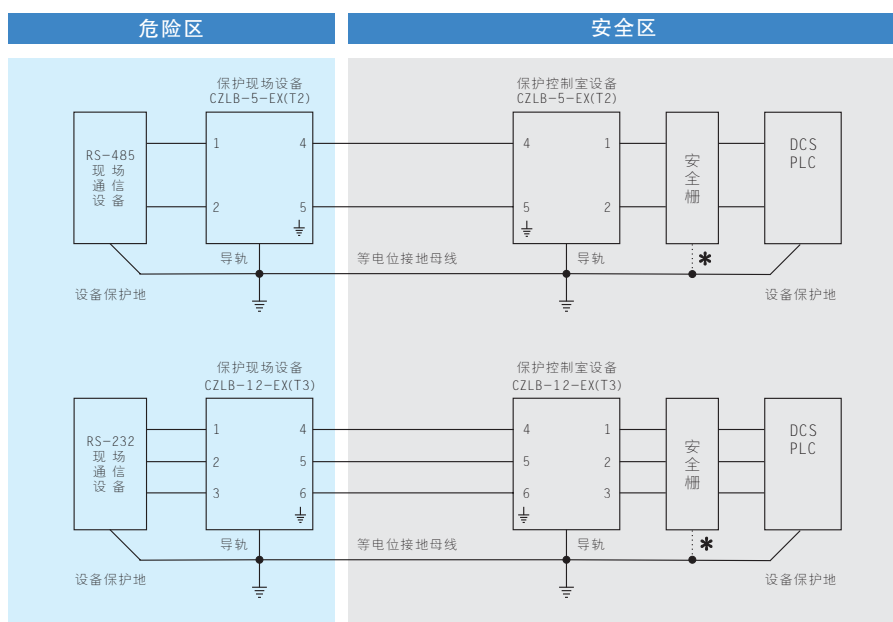 危险区
安全区
保护现场设备
CZLB-5-EX(T2)
保护控制室设备
CZLB-5-EX(T2)
RS-485
现 场
通 信
设 备
1
4
2
5
4
1
5
2
安
全
栅
DCS
PLC
导轨
等电位接地母线
导轨
*
设备保护地
设备保护地
保护现场设备
CZLB-12-EX(T3)
保护控制室设备
CZLB-12-EX(T3)
RS-232
现 场
通 信
设 备
1
4
2
5
3
6
4
1
5
2
6
3
安
全
栅
DCS
PLC
导轨
等电位接地母线
导轨
*
设备保护地
设备保护地